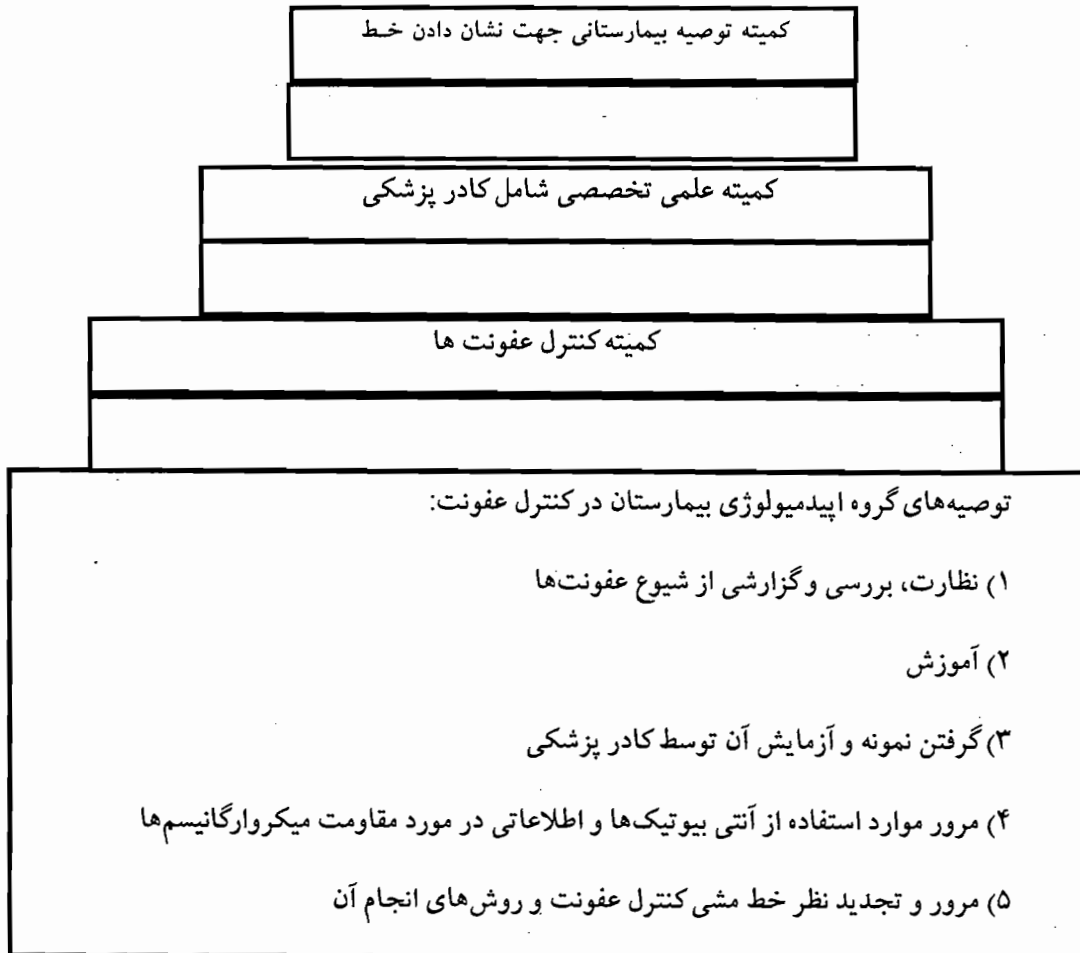 کمیته توصیه بیمارستانی جهت نشان دادن خط
کمیته علمی تخصصی شامل کادر پزشکی
کمیته کنترل عفونت ها
توصیه‌های گروه اپیدمیولوژی بیمارستان در کنترل عفونت:
۱) نظارت، بررسی و گزارشی از شیوع عفونت‌ها
۲) آموزش
۳) گرفتن نمونه و آزمایش آن توسط کادر پزشکی
۴) مرور موارد استفاده از آنتی بیوتیک‌ها و اطلاعاتی در مورد مقاومت میکروارگانیسم‌ها
۵) مرور و تجدید نظر خط مشی کنترل عفونت و روش‌های انجام آن